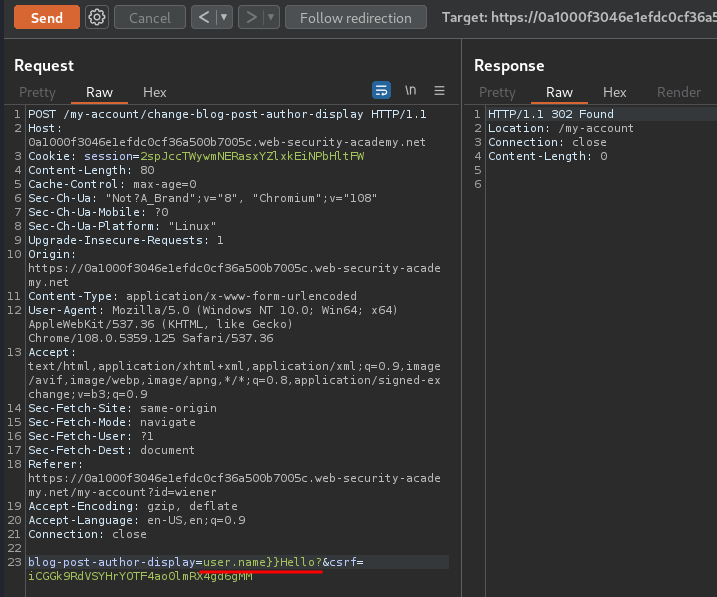 Send Cancel < > Follow redirection Target: https://0a1000f3046e1efdc0cf36a5
Request
Pretty Raw Hex \n
1 POST /my-account/change-blog-post-author-display HTTP/1.1
2 Host:
0a1000f3046e1efdc0cf36a500b7005c.web-security-academy.net
3 Cookie: session=2spJccTWywmNERasxYZlxkEiNPbHltFW
4 Content-Length: 80
5 Cache-Control: max-age=0
6 Sec-Ch-Ua: "Not?A_Brand";v="8", "Chromium";v="108"
7 Sec-Ch-Ua-Mobile: ?0
8 Sec-Ch-Ua-Platform: "Linux"
9 Upgrade-Insecure-Requests: 1
10 Origin:
https://0a1000f3046e1efdc0cf36a500b7005c.web-security-acade
my.net
11 Content-Type: application/x-www-form-urlencoded
12 User-Agent: Mozilla/5.0 (Windows NT 10.0; Win64; x64)
AppleWebKit/537.36 (KHTML, like Gecko)
Chrome/108.0.5359.125 Safari/537.36
13 Accept:
text/html,application/xhtml+xml,application/xml;q=0.9,image
/avif,image/webp,image/apng,*/*;q=0.8,application/signed-ex
change;v=b3;q=0.9
14 Sec-Fetch-Site: same-origin
15 Sec-Fetch-Mode: navigate
16 Sec-Fetch-User: ?1
17 Sec-Fetch-Dest: document
18 Referer:
https://0a1000f3046e1efdc0cf36a500b7005c.web-security-acade
my.net/my-account?id=wiener
19 Accept-Encoding: gzip, deflate
20 Accept-Language: en-US,en;q=0.9
21 Connection: close
22
23 blog-post-author-display=user.name}}Hello?&csrf=
iCGGk9RdVSYHrYOTF4ao0lmRX4gd6gMM
Response
Pretty Raw Hex Render
1 HTTP/1.1 302 Found
2 Location: /my-account
3 Connection: close
4 Content-Length: 0
5
6